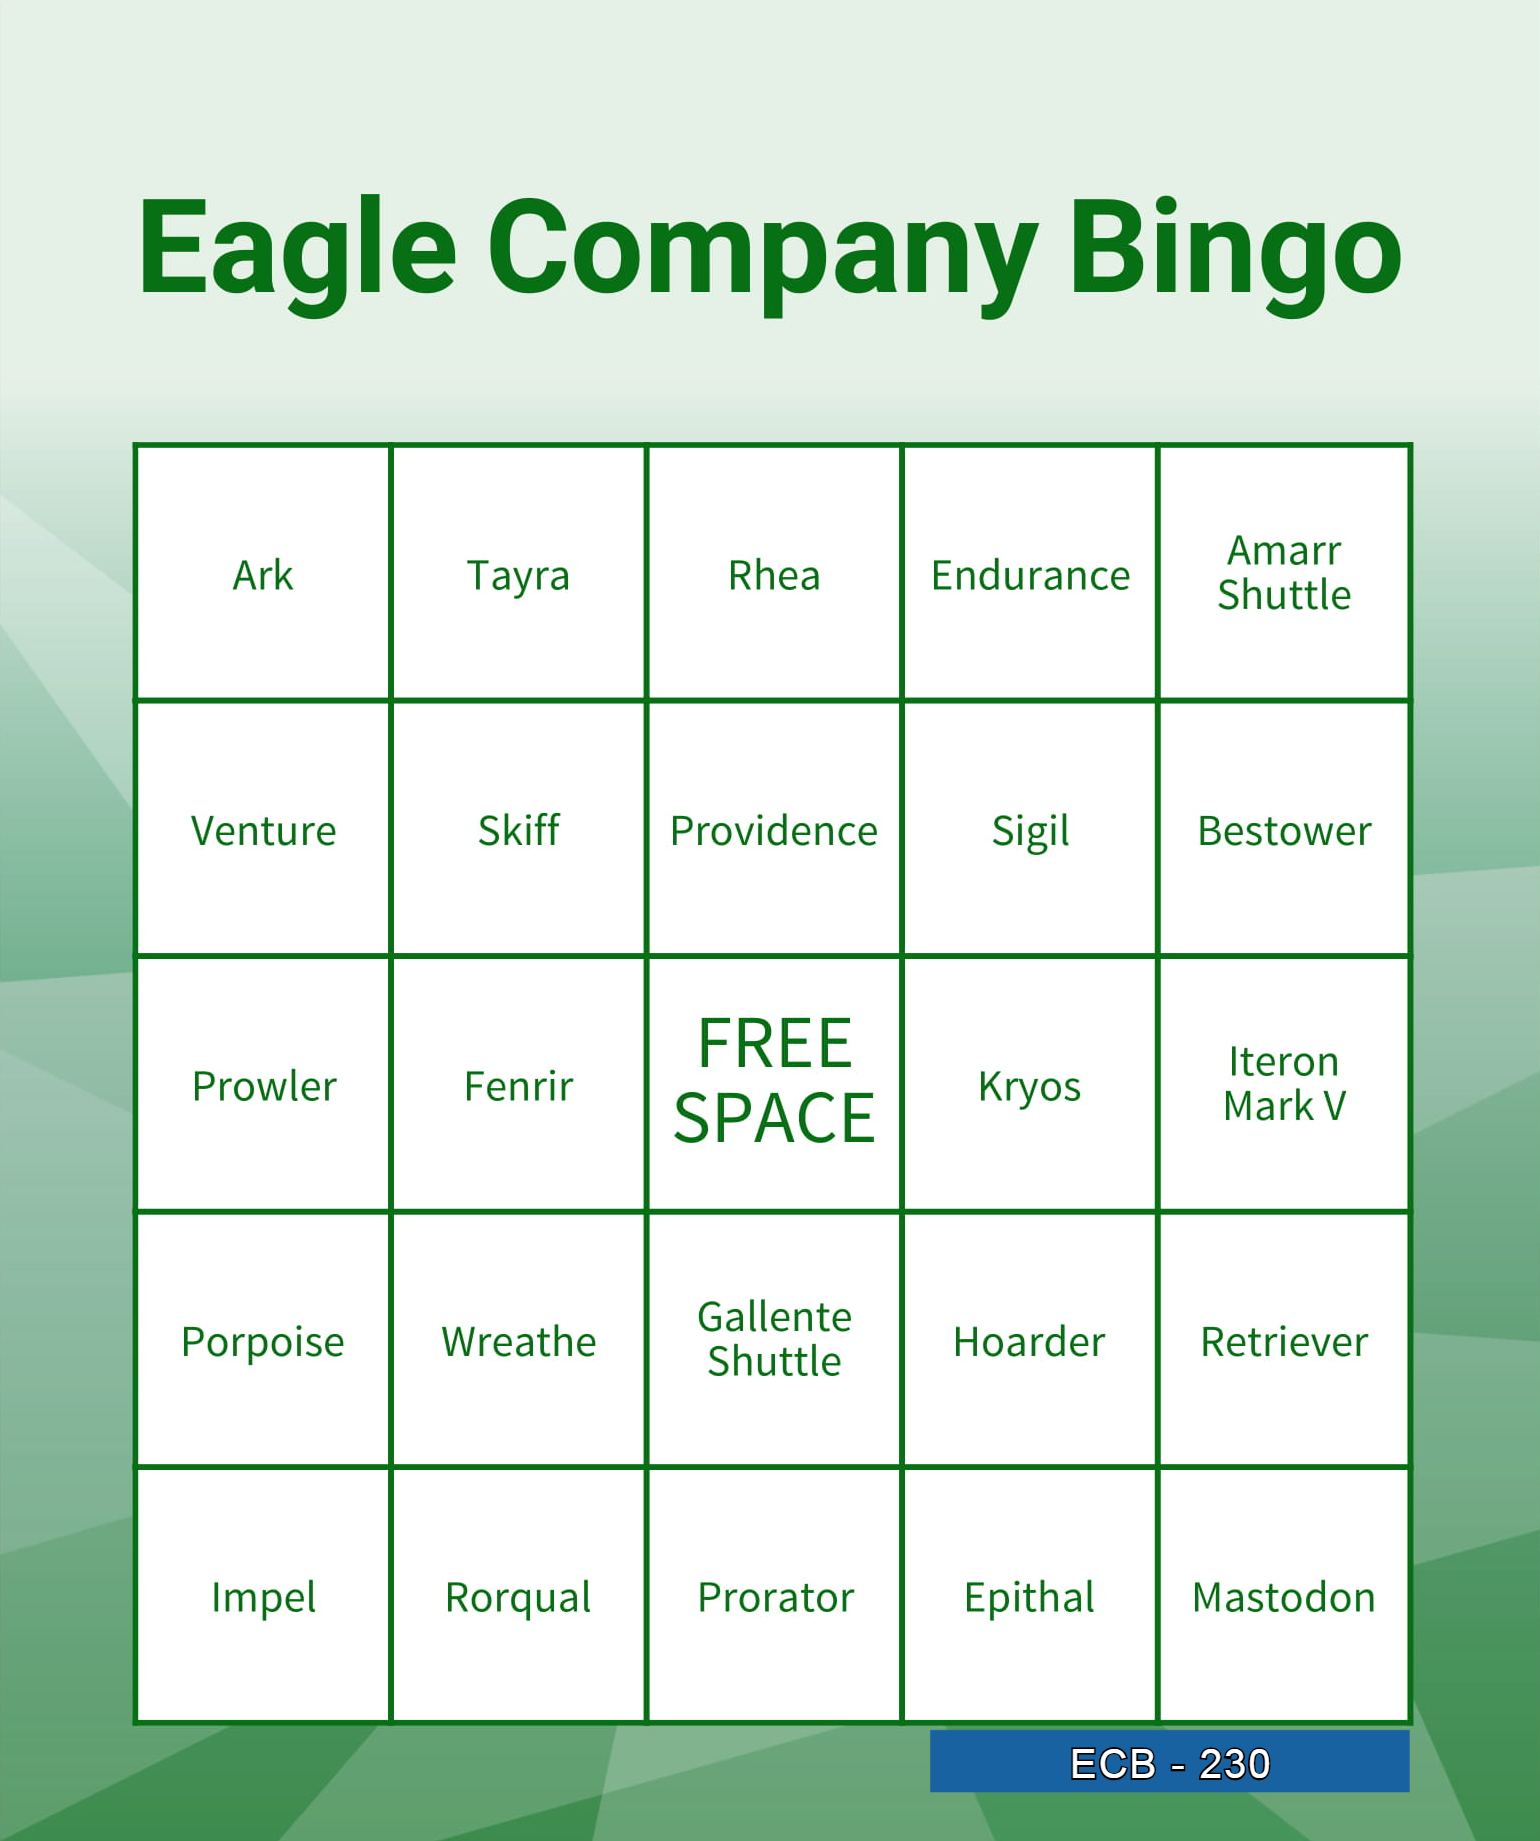 Eagle Company Bingo
Ark
Tayra
Rhea
Endurance
Amarr
Shuttle
Venture
Skiff
Providence
Sigil
Bestower
Prowler
Fenrir
FREE
SPACE
Kryos
Iteron
Mark V
Porpoise
Wreathe
Gallente
Shuttle
Hoarder
Retriever
Impel
Rorqual
Prorator
Epithal
Mastodon
ECB - 230